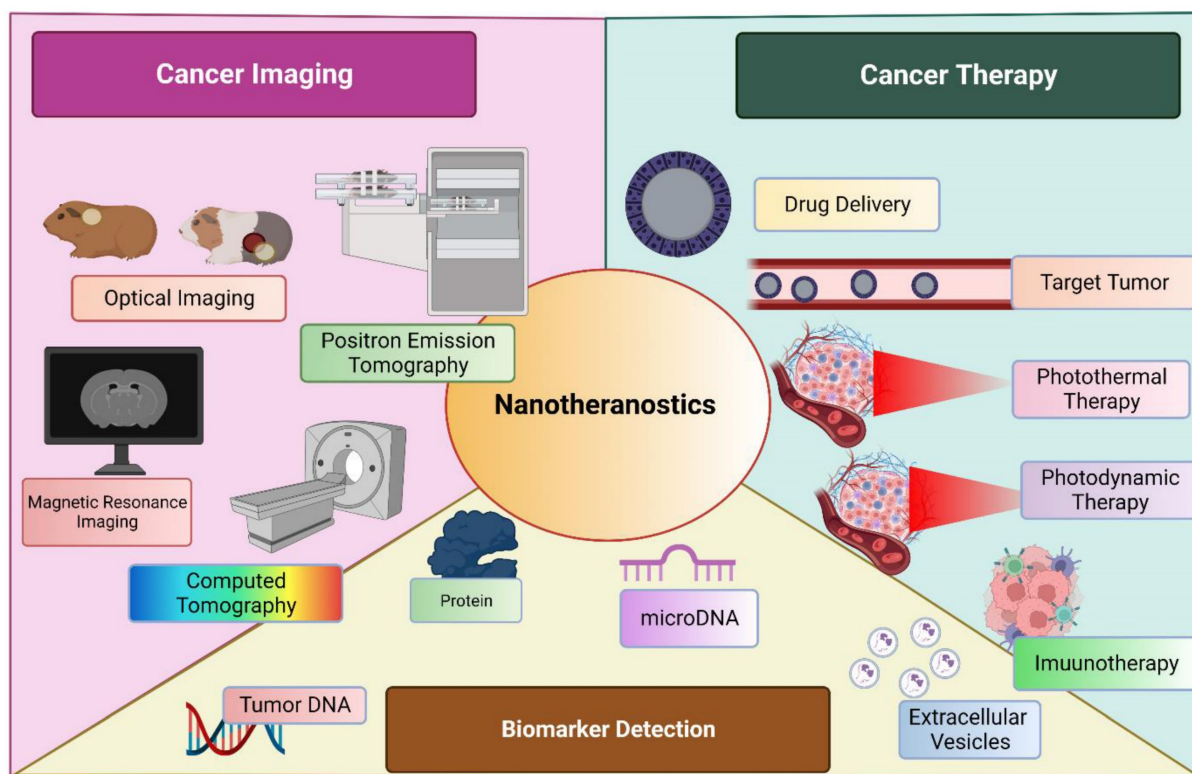 Cancer Imaging
Cancer Therapy
Drug Delivery
Optical Imaging
Target Tumor
Positron Emission
Tomography
Photothermal
Therapy
Nanotheranostics
Magnetic Resonance
Imaging
Photodynamic
Therapy
Computed
Tomography
Protein
microDNA
Imuunotherapy
Tumor DNA
Biomarker Detection
Extracellular
Vesicles